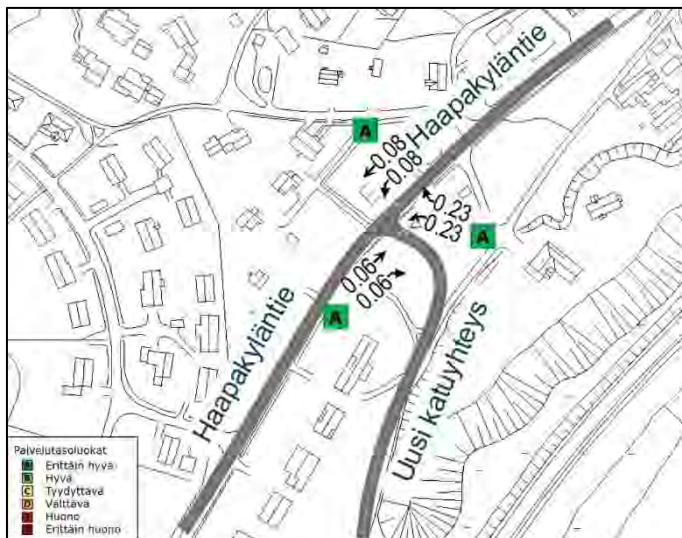 Haapakyläntie
A
0.08
0.08
0.23
0.23
A
0.06
0.06
A
Haapakyläntie
Uusi katuyhteys
Palvelutasoluokat
A Erittäin hyvä
B Hyvä
C Tyydyttävä
D Välttävä
Huono
Erittäin huono